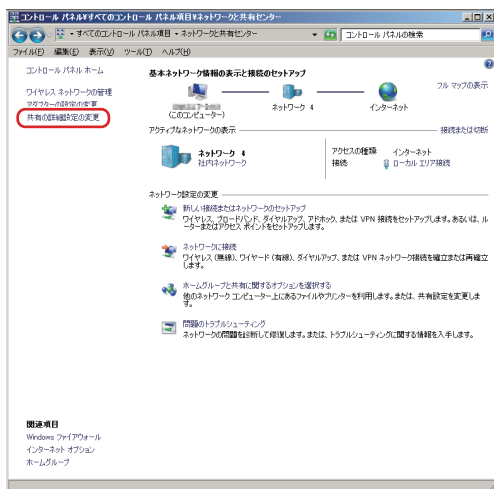 コントロール パネル¥すべてのコントロール パネル項目¥ネットワークと共有センター
« すべてのコントロール パネル項目 ▸ ネットワークと共有センター
コントロール パネルの検索
ファイル(F) 編集(E) 表示(V) ツール(T) ヘルプ(H)
コントロール パネル ホーム
ワイヤレス ネットワークの管理
アダプターの設定の変更
共有の詳細設定の変更
基本ネットワーク情報の表示と接続のセットアップ
フル マップの表示
(このコンピューター)
ネットワーク 4
インターネット
アクティブなネットワークの表示
接続または切断
ネットワーク 4
社内ネットワーク
アクセスの種類 インターネット
接続 ローカル エリア接続
ネットワーク設定の変更
新しい接続またはネットワークのセットアップ
ワイヤレス、ブロードバンド、ダイヤルアップ、アドホック、または VPN 接続をセットアップします。あるいは、ル
ーターまたはアクセス ポイントをセットアップします。
ネットワークに接続
ワイヤレス (無線)、ワイヤード (有線)、ダイヤルアップ、または VPN ネットワーク接続を確立または再確立
します。
ホームグループと共有に関するオプションを選択する
他のネットワーク コンピューター上にあるファイルやプリンターを利用します。または、共有設定を変更しま
す。
問題のトラブルシューティング
ネットワークの問題を診断して修復します。または、トラブルシューティングに関する情報を入手します。
関連項目
Windows ファイアウォール
インターネット オプション
ホームグループ